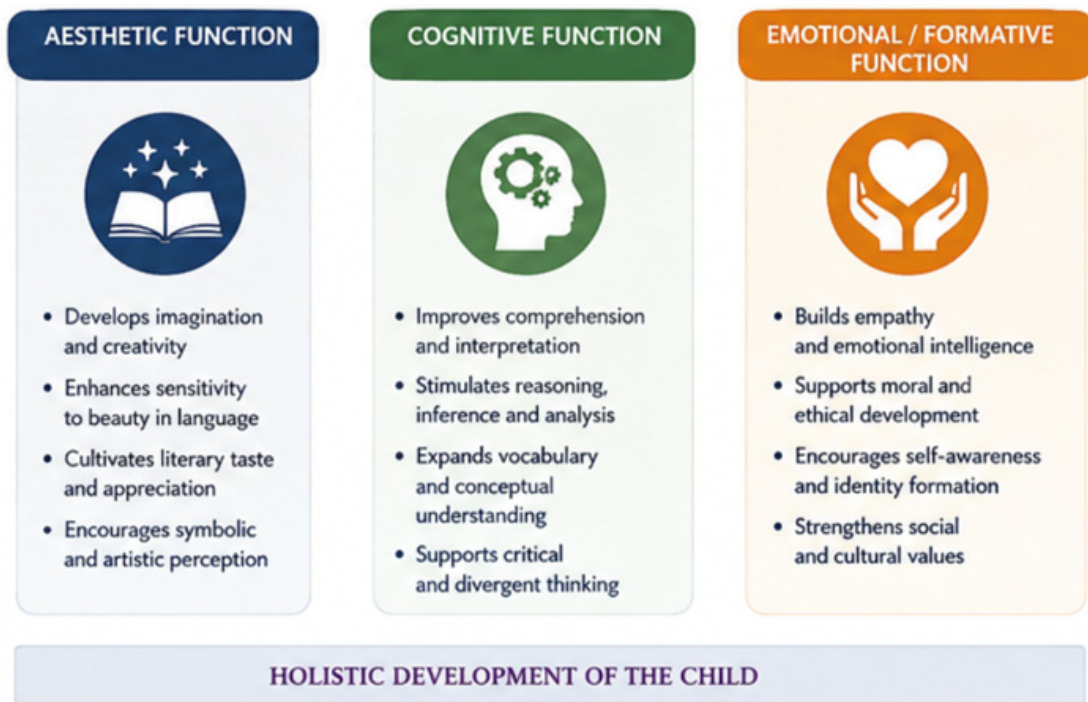 AESTHETIC FUNCTION
• Develops imagination
and creativity
• Enhances sensitivity
to beauty in language
• Cultivates literary taste
and appreciation
• Encourages symbolic
and artistic perception
COGNITIVE FUNCTION
• Improves comprehension
and interpretation
• Stimulates reasoning,
inference and analysis
• Expands vocabulary
and conceptual
understanding
• Supports critical
and divergent thinking
EMOTIONAL / FORMATIVE
FUNCTION
• Builds empathy
and emotional intelligence
• Supports moral and
ethical development
• Encourages self-awareness
and identity formation
• Strengthens social
and cultural values
HOLISTIC DEVELOPMENT OF THE CHILD